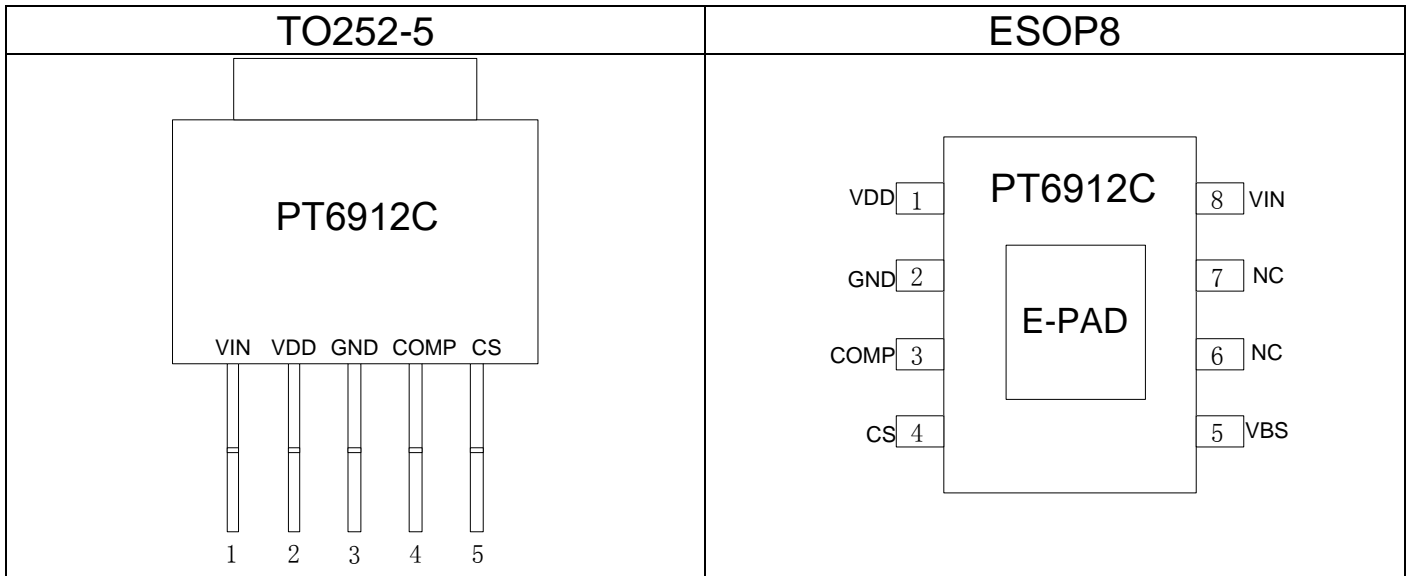 TO252-5
PT6912C
VIN VDD GND COMP CS
1 2 3 4 5
ESOP8
PT6912C
VDD 1
GND 2
COMP 3
CS 4
E-PAD
8 VIN
7 NC
6 NC
5 VBS